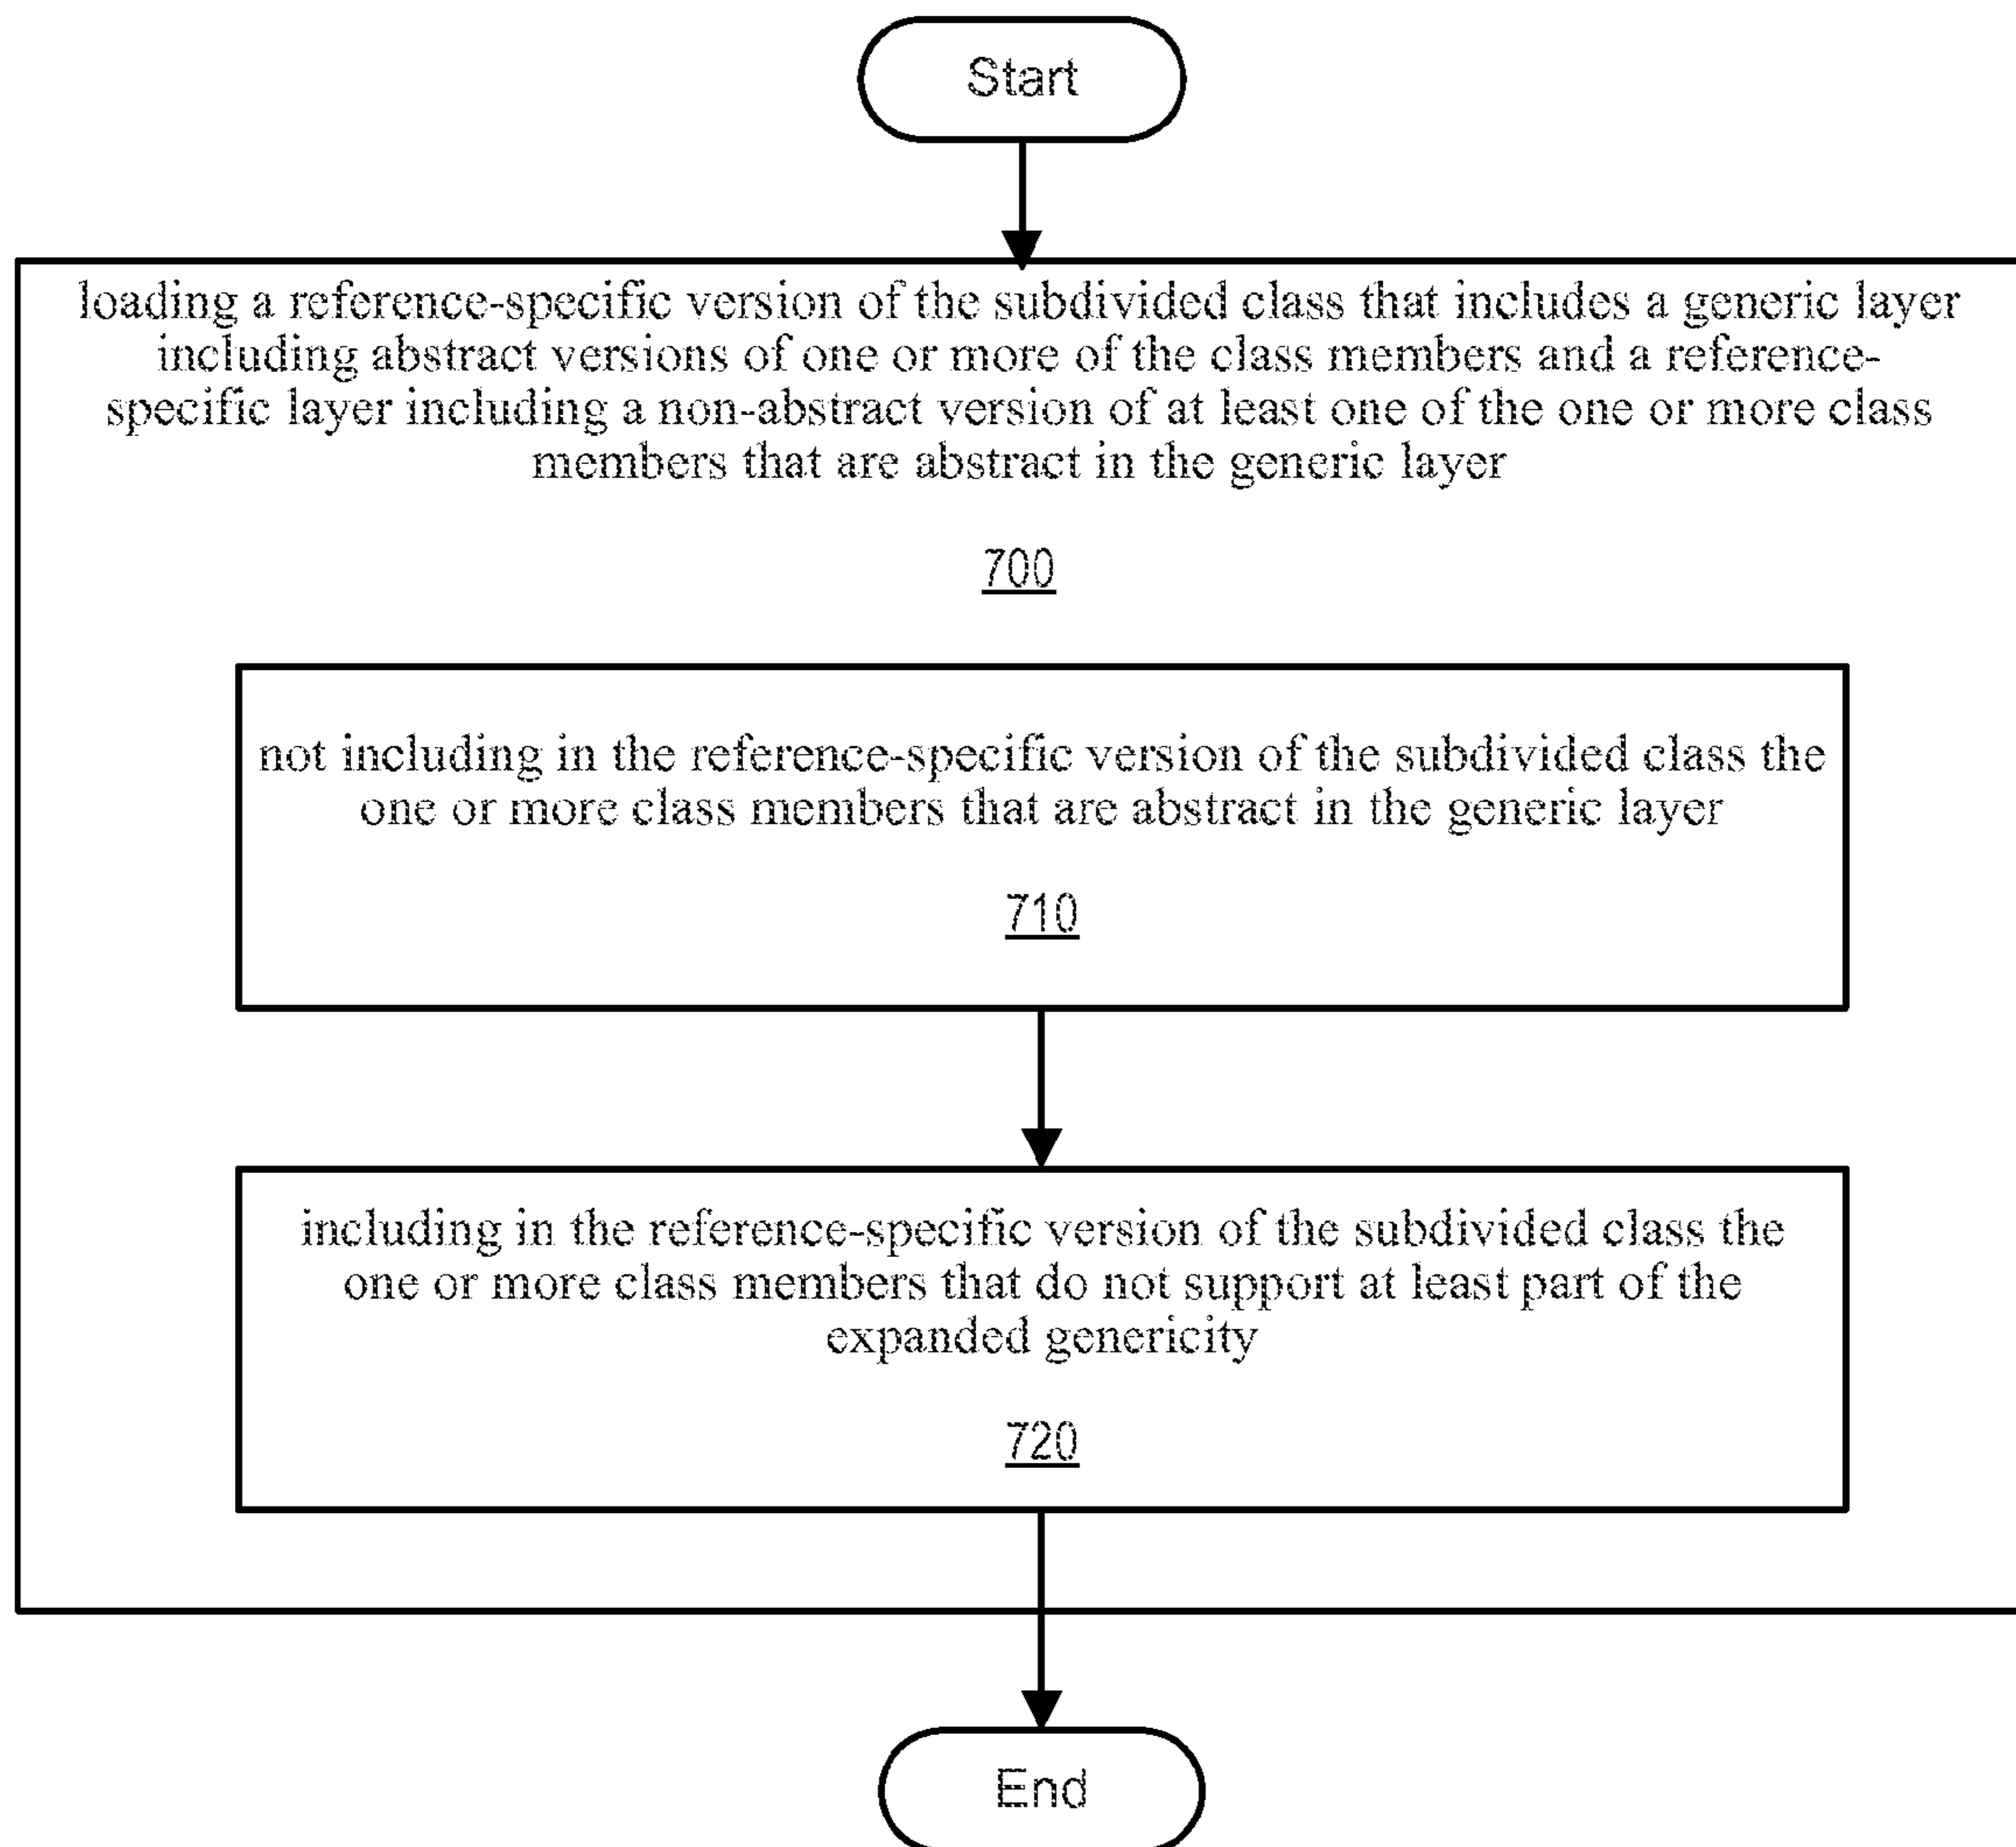 Start
loading a reference-specific version of the subdivided class that includes a generic layer
including abstract versions of one or more of the class members and a reference-
specific layer including a non-abstract version of at least one of the one or more class
members that are abstract in the generic layer
700
not including in the reference-specific version of the subdivided class the
one or more class members that are abstract in the generic layer
710
including in the reference-specific version of the subdivided class the
one or more class members that do not support at least part of the
expanded genericity
720
End